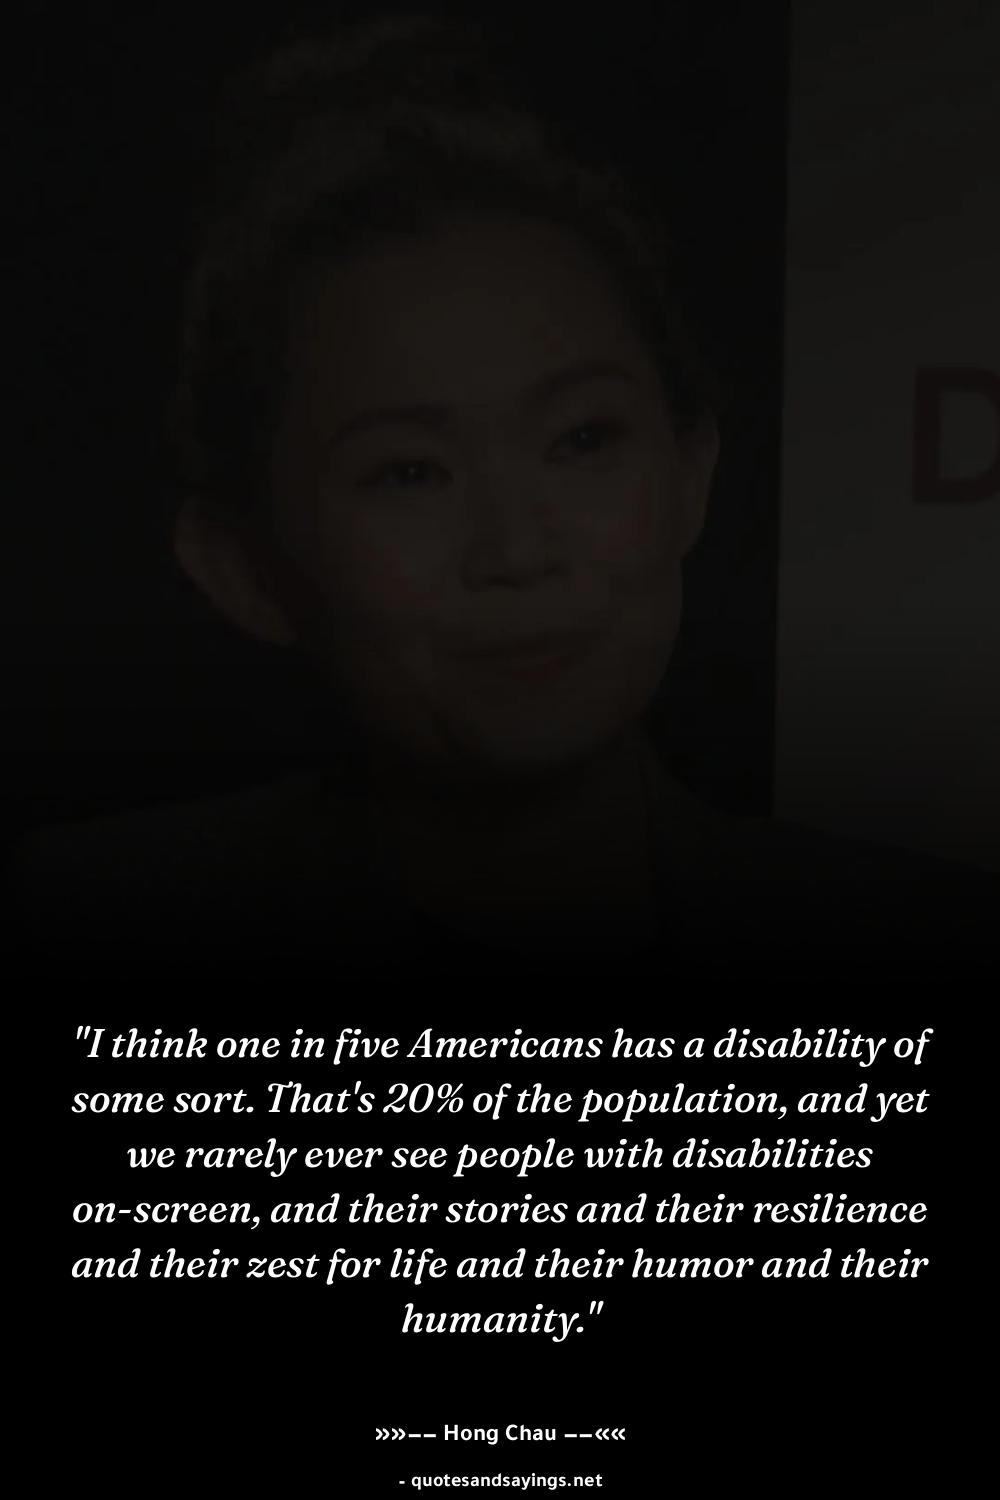 D
"I think one in five Americans has a disability of
some sort. That's 20% of the population, and yet
we rarely ever see people with disabilities
on-screen, and their stories and their resilience
and their zest for life and their humor and their
humanity."
»»–– Hong Chau ––««
- quotesandsayings.net